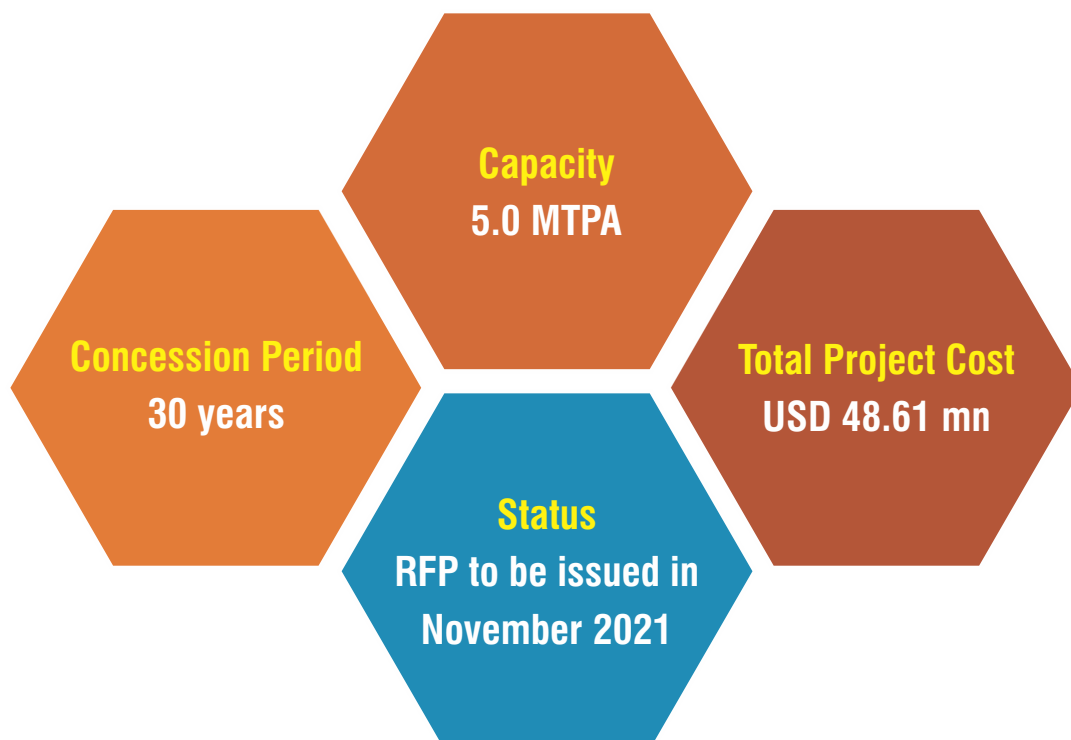 Capacity
5.0 MTPA
Concession Period
30 years
Total Project Cost
USD 48.61 mn
Status
RFP to be issued in
November 2021